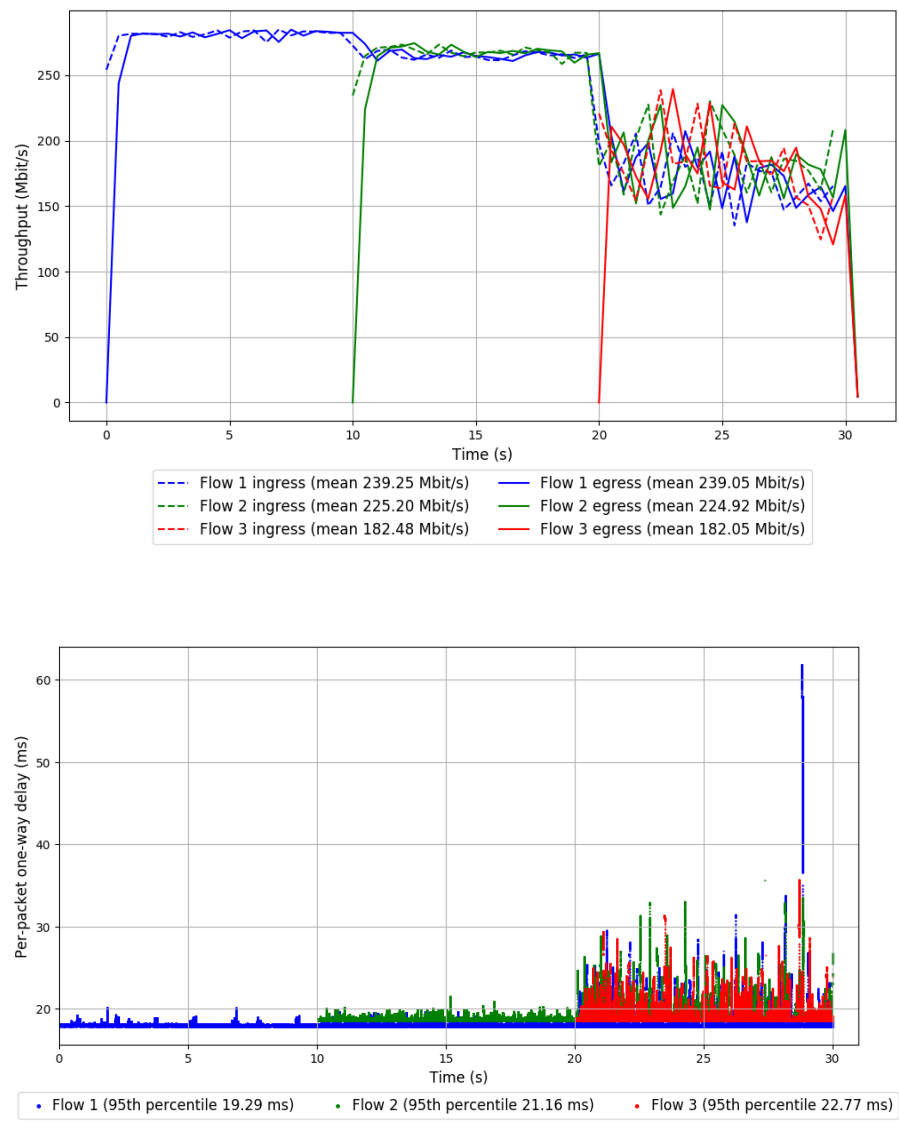 250
200
150
100
50
0
Throughput (Mbit/s)
0 5 10 15 20 25 30
Time (s)
Flow 1 ingress (mean 239.25 Mbit/s) Flow 1 egress (mean 239.05 Mbit/s)
Flow 2 ingress (mean 225.20 Mbit/s) Flow 2 egress (mean 224.92 Mbit/s)
Flow 3 ingress (mean 182.48 Mbit/s) Flow 3 egress (mean 182.05 Mbit/s)
60
50
40
30
20
Per-packet one-way delay (ms)
0 5 10 15 20 25 30
Time (s)
Flow 1 (95th percentile 19.29 ms) Flow 2 (95th percentile 21.16 ms) Flow 3 (95th percentile 22.77 ms)